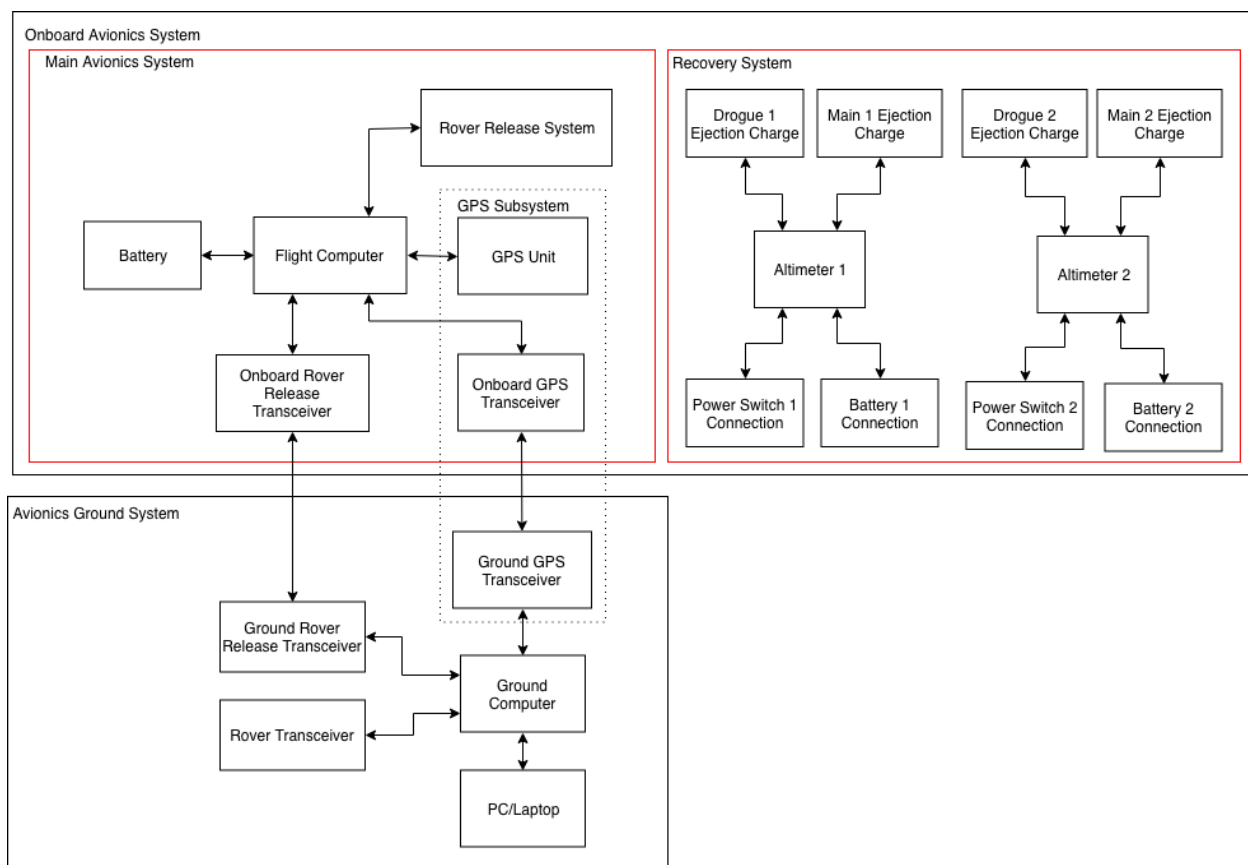 Onboard Avionics System
Main Avionics System
Rover Release System
GPS Subsystem
Battery
Flight Computer
GPS Unit
Onboard Rover
Release
Transceiver
Onboard GPS
Transceiver
Recovery System
Drogue 1
Ejection Charge
Main 1 Ejection
Charge
Drogue 2
Ejection Charge
Main 2 Ejection
Charge
Altimeter 1
Altimeter 2
Power Switch 1
Connection
Battery 1
Connection
Power Switch 2
Connection
Battery 2
Connection
Avionics Ground System
Ground GPS
Transceiver
Ground Rover
Release Transceiver
Ground
Computer
Rover Transceiver
PC/Laptop